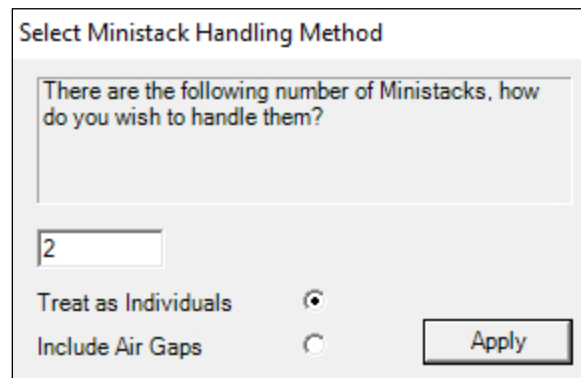 Select Ministack Handling Method
There are the following number of Ministacks, how
do you wish to handle them?
2
Treat as Individuals
Include Air Gaps
Apply